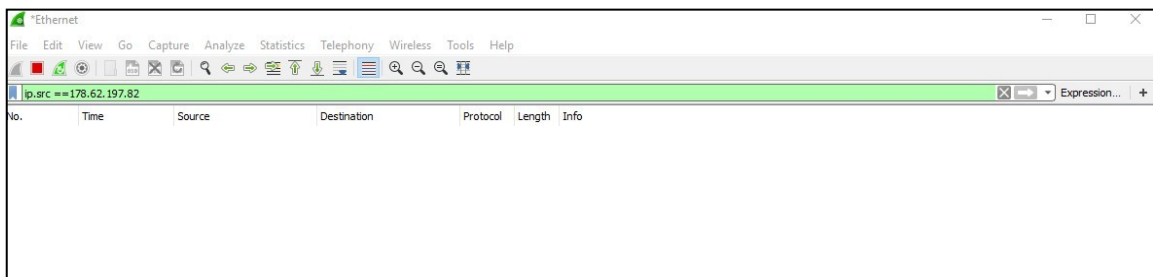 *Ethernet
File Edit View Go Capture Analyze Statistics Telephony Wireless Tools Help
ip.src ==178.62.197.82 Expression... +
No. Time Source Destination Protocol Length Info